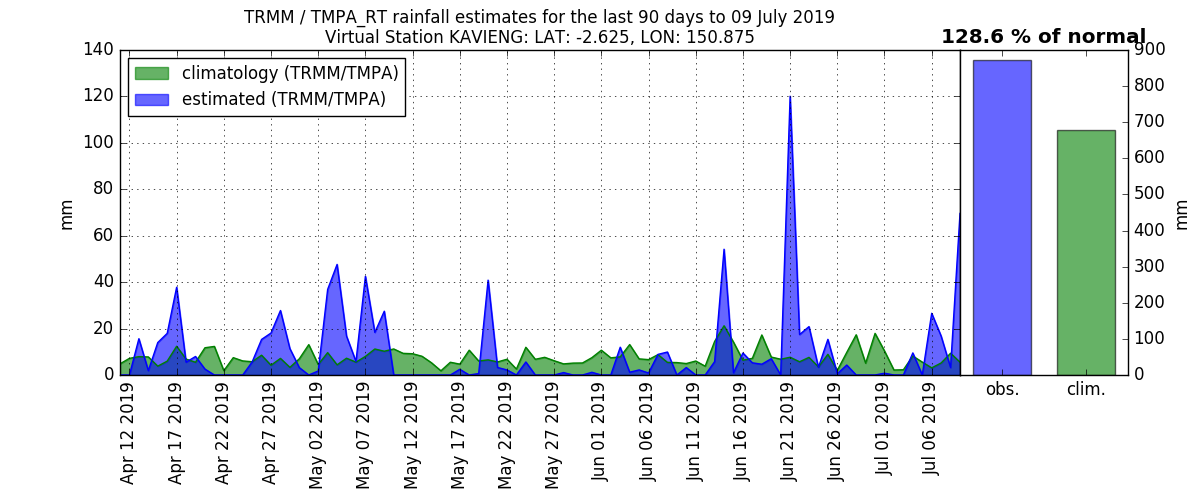 TRMM / TMPA_RT rainfall estimates for the last 90 days to 09 July 2019
Virtual Station KAVIENG: LAT: -2.625, LON: 150.875
128.6 % of normal
climatology (TRMM/TMPA)
estimated (TRMM/TMPA)
140
120
100
80
60
40
20
0
mm
900
800
700
600
500
400
300
200
100
0
mm
Apr 12 2019
Apr 17 2019
Apr 22 2019
Apr 27 2019
May 02 2019
May 07 2019
May 12 2019
May 17 2019
May 22 2019
May 27 2019
Jun 01 2019
Jun 06 2019
Jun 11 2019
Jun 16 2019
Jun 21 2019
Jun 26 2019
Jul 01 2019
Jul 06 2019
obs.
clim.